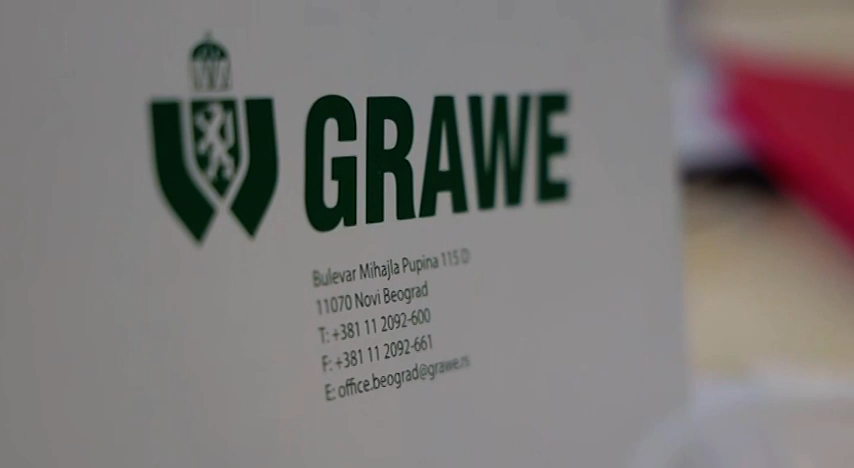 GRAWE
Bulevar Mihajla Pupina 115 D
11070 Novi Beograd
T: +381 11 2092-600
F: +381 11 2092-661
E: office.beograd@grawe.rs